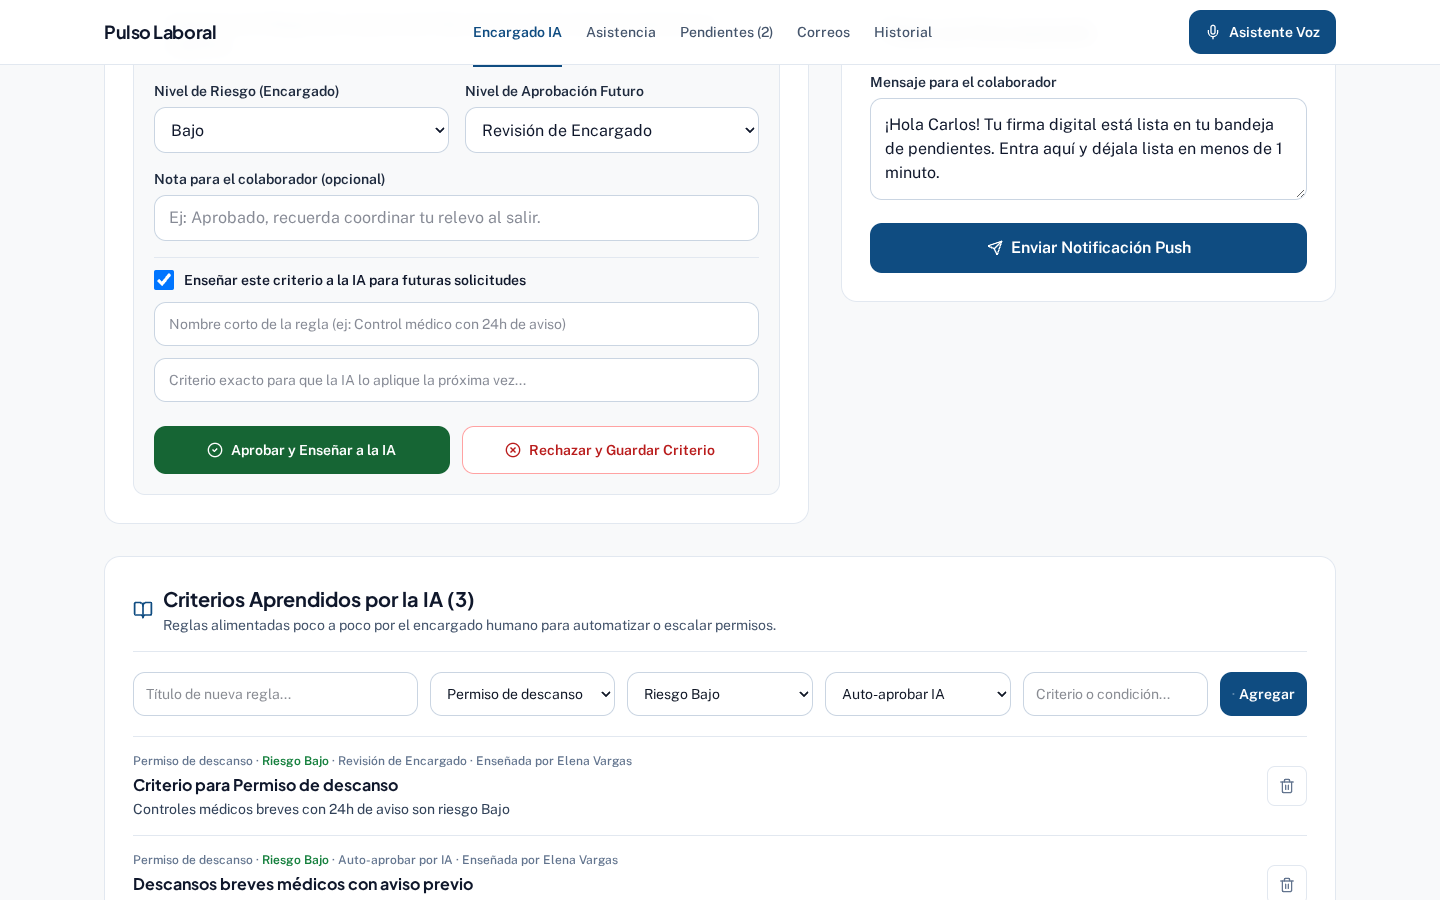 Pulso Laboral
Encargado IA
Asistencia
Pendientes (2)
Correos
Historial
Asistente Voz
Nivel de Riesgo (Encargado)
Nivel de Aprobación Futuro
Bajo
Revisión de Encargado
Nota para el colaborador (opcional)
Ej: Aprobado, recuerda coordinar tu relevo al salir.
Enseñar este criterio a la IA para futuras solicitudes
Nombre corto de la regla (ej: Control médico con 24h de aviso)
Criterio exacto para que la IA lo aplique la próxima vez...
Aprobar y Enseñar a la IA
Rechazar y Guardar Criterio
Mensaje para el colaborador
¡Hola Carlos! Tu firma digital está lista en tu bandeja
de pendientes. Entra aquí y déjala lista en menos de 1
minuto.
Enviar Notificación Push
Criterios Aprendidos por la IA (3)
Reglas alimentadas poco a poco por el encargado humano para automatizar o escalar permisos.
Título de nueva regla...
Permiso de descanso
Riesgo Bajo
Auto-aprobar IA
Criterio o condición...
Agregar
Permiso de descanso · Riesgo Bajo · Revisión de Encargado · Enseñada por Elena Vargas
Criterio para Permiso de descanso
Controles médicos breves con 24h de aviso son riesgo Bajo
Permiso de descanso · Riesgo Bajo · Auto-aprobar por IA · Enseñada por Elena Vargas
Descansos breves médicos con aviso previo